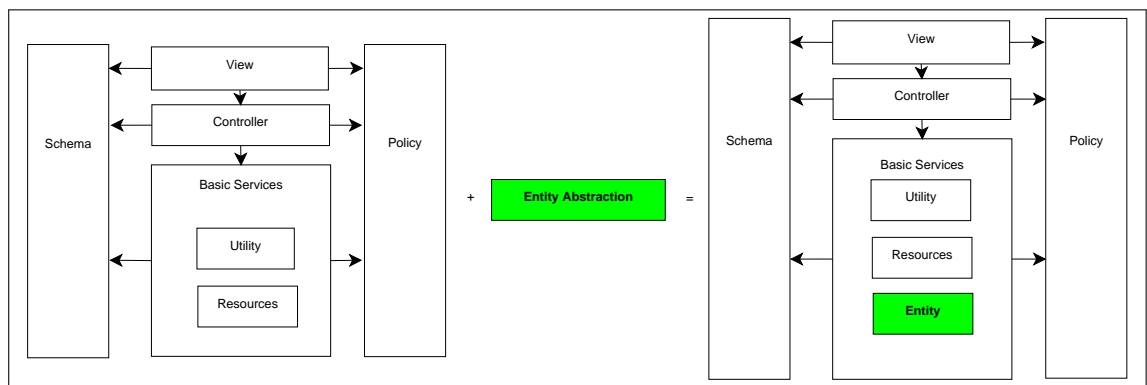 View
Controller
Schema
Policy
Basic Services
Utility
Resources
+
Entity Abstraction
=
View
Controller
Schema
Policy
Basic Services
Utility
Resources
Entity